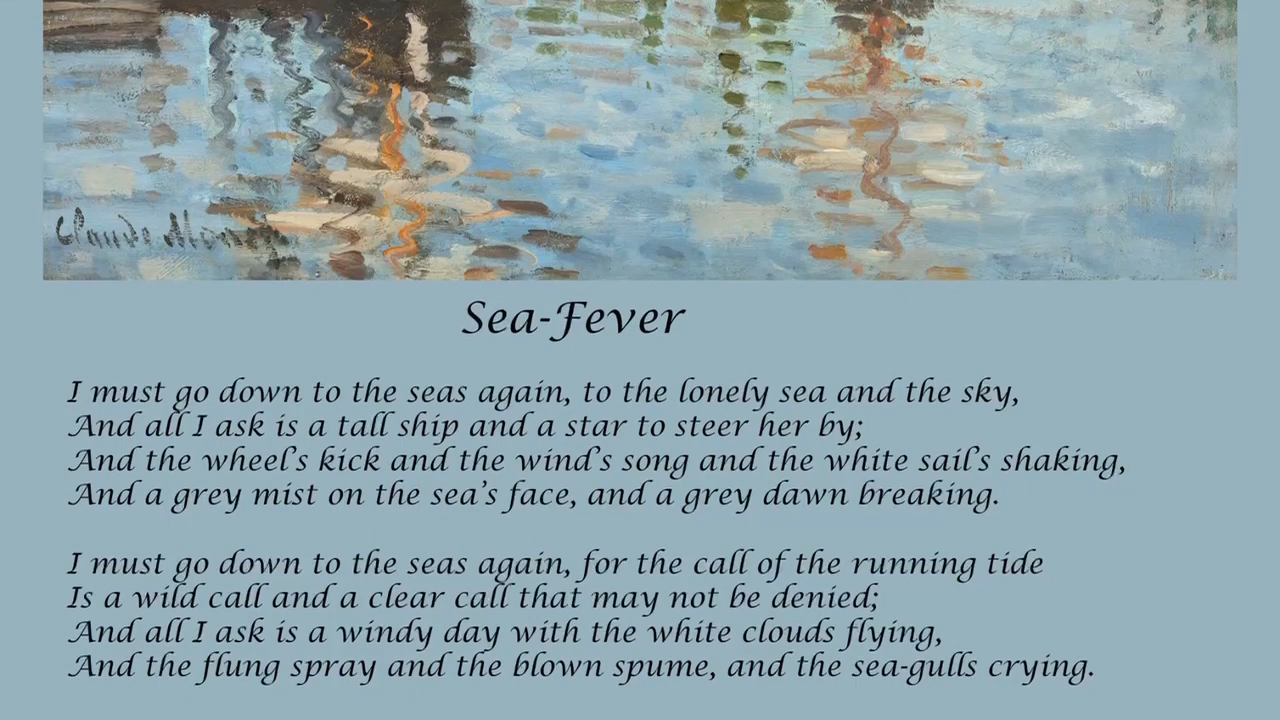 Claude Monet
Sea-Fever
I must go down to the seas again, to the lonely sea and the sky,
And all I ask is a tall ship and a star to steer her by;
And the wheel's kick and the wind's song and the white sail's shaking,
And a grey mist on the sea's face, and a grey dawn breaking.
I must go down to the seas again, for the call of the running tide
Is a wild call and a clear call that may not be denied;
And all I ask is a windy day with the white clouds flying,
And the flung spray and the blown spume, and the sea-gulls crying.